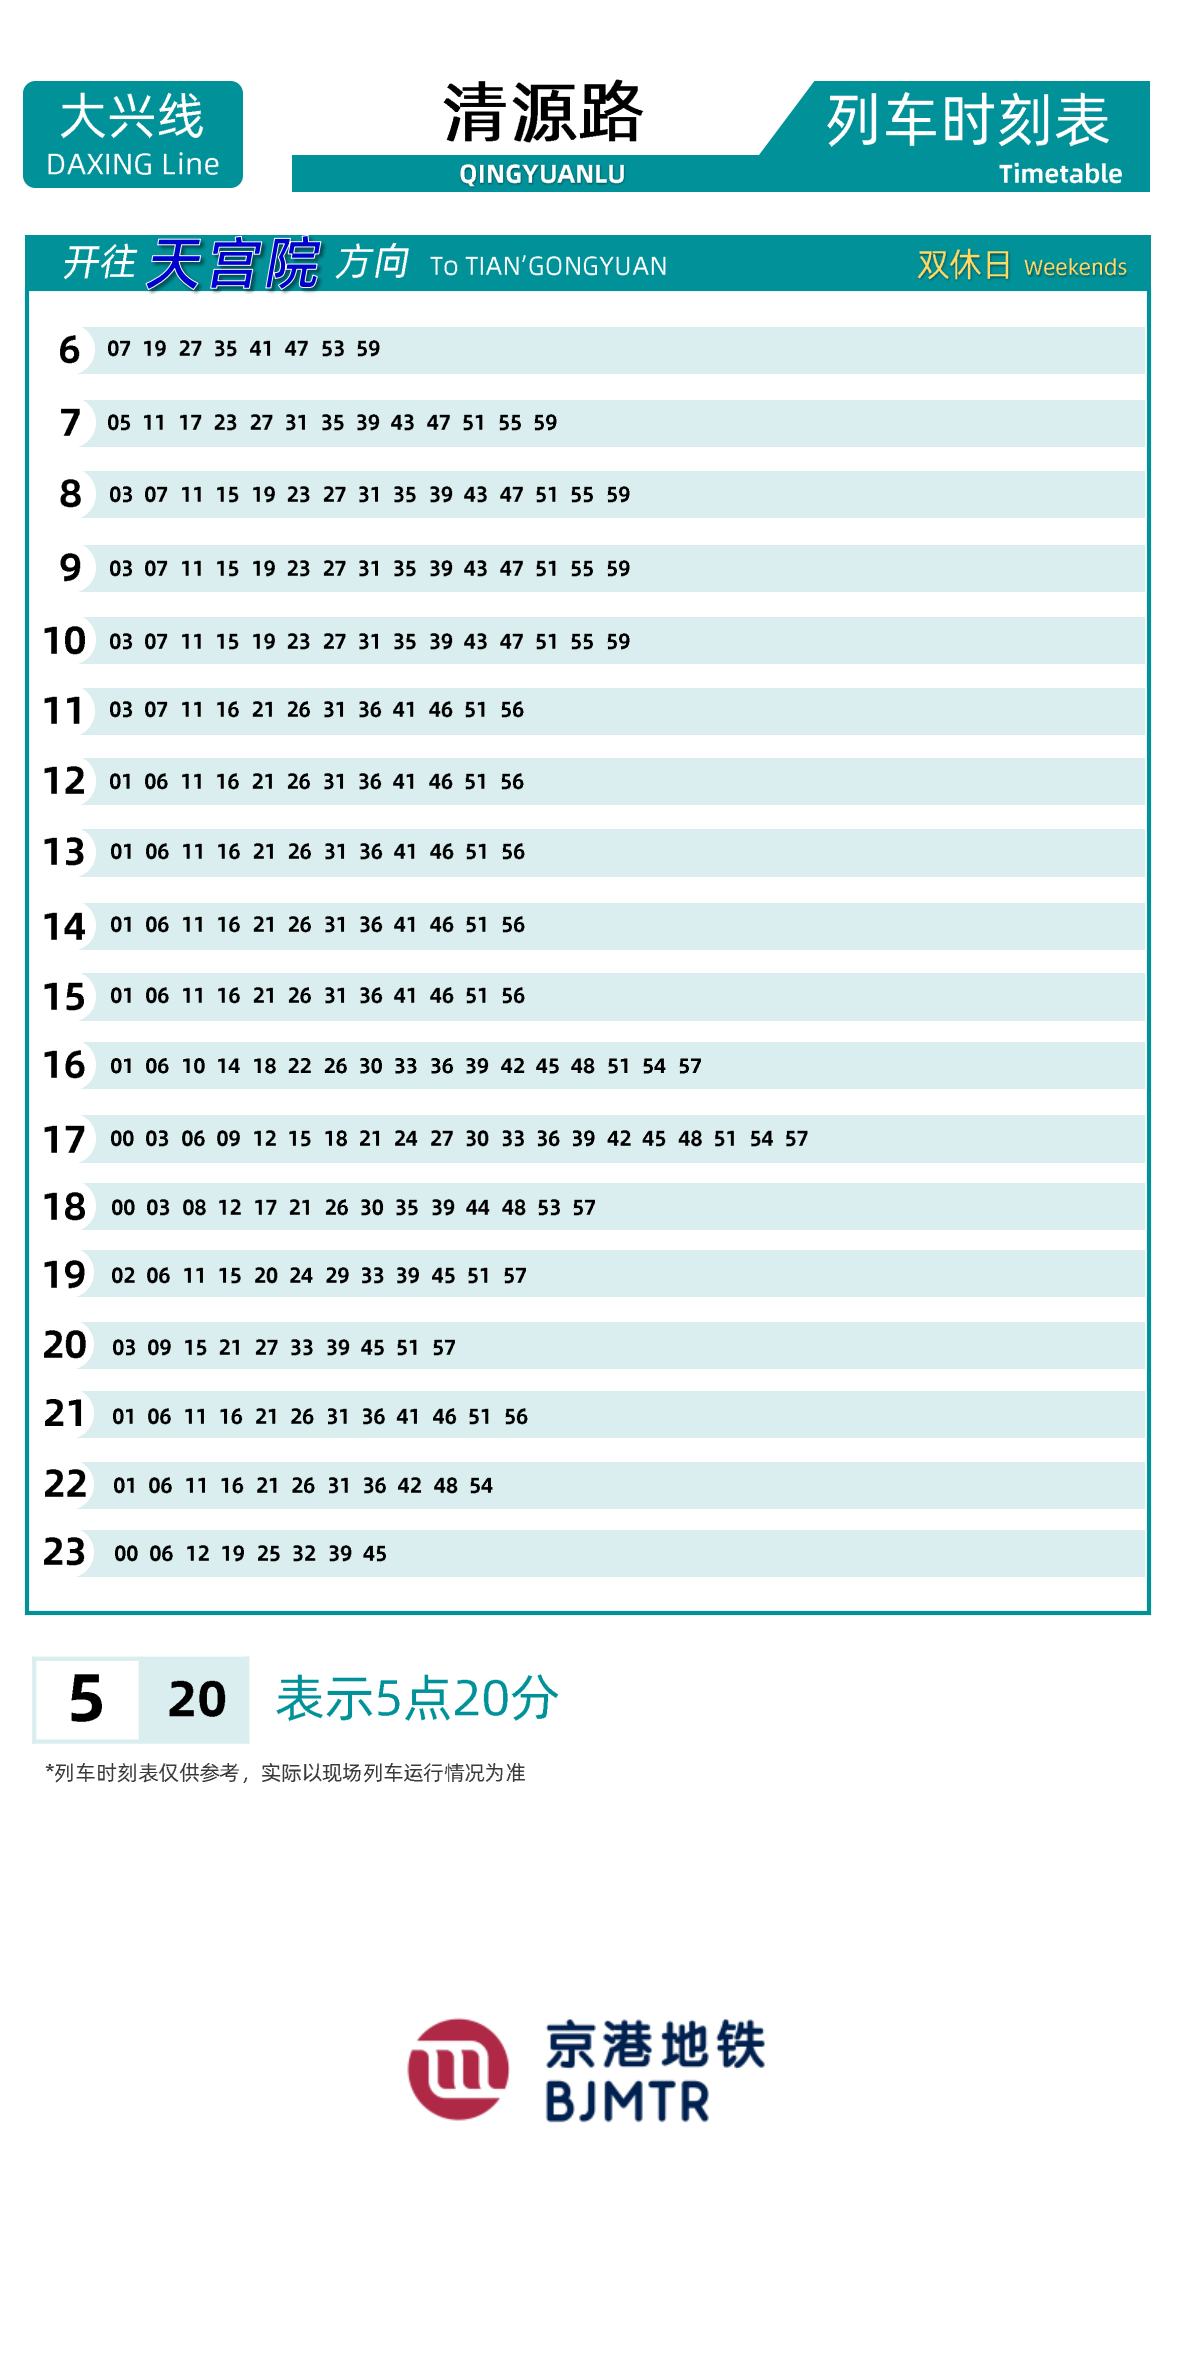 大兴线
DAXING Line
清源路
QINGYUANLU
列车时刻表
Timetable
开往 天宫院 方向 To TIAN’GONGYUAN 双休日 Weekends
6 07 19 27 35 41 47 53 59
7 05 11 17 23 27 31 35 39 43 47 51 55 59
8 03 07 11 15 19 23 27 31 35 39 43 47 51 55 59
9 03 07 11 15 19 23 27 31 35 39 43 47 51 55 59
10 03 07 11 15 19 23 27 31 35 39 43 47 51 55 59
11 03 07 11 16 21 26 31 36 41 46 51 56
12 01 06 11 16 21 26 31 36 41 46 51 56
13 01 06 11 16 21 26 31 36 41 46 51 56
14 01 06 11 16 21 26 31 36 41 46 51 56
15 01 06 11 16 21 26 31 36 41 46 51 56
16 01 06 10 14 18 22 26 30 33 36 39 42 45 48 51 54 57
17 00 03 06 09 12 15 18 21 24 27 30 33 36 39 42 45 48 51 54 57
18 00 03 08 12 17 21 26 30 35 39 44 48 53 57
19 02 06 11 15 20 24 29 33 39 45 51 57
20 03 09 15 21 27 33 39 45 51 57
21 01 06 11 16 21 26 31 36 41 46 51 56
22 01 06 11 16 21 26 31 36 42 48 54
23 00 06 12 19 25 32 39 45
5 20 表示5点20分
*列车时刻表仅供参考，实际以现场列车运行情况为准
京港地铁
BJMTR